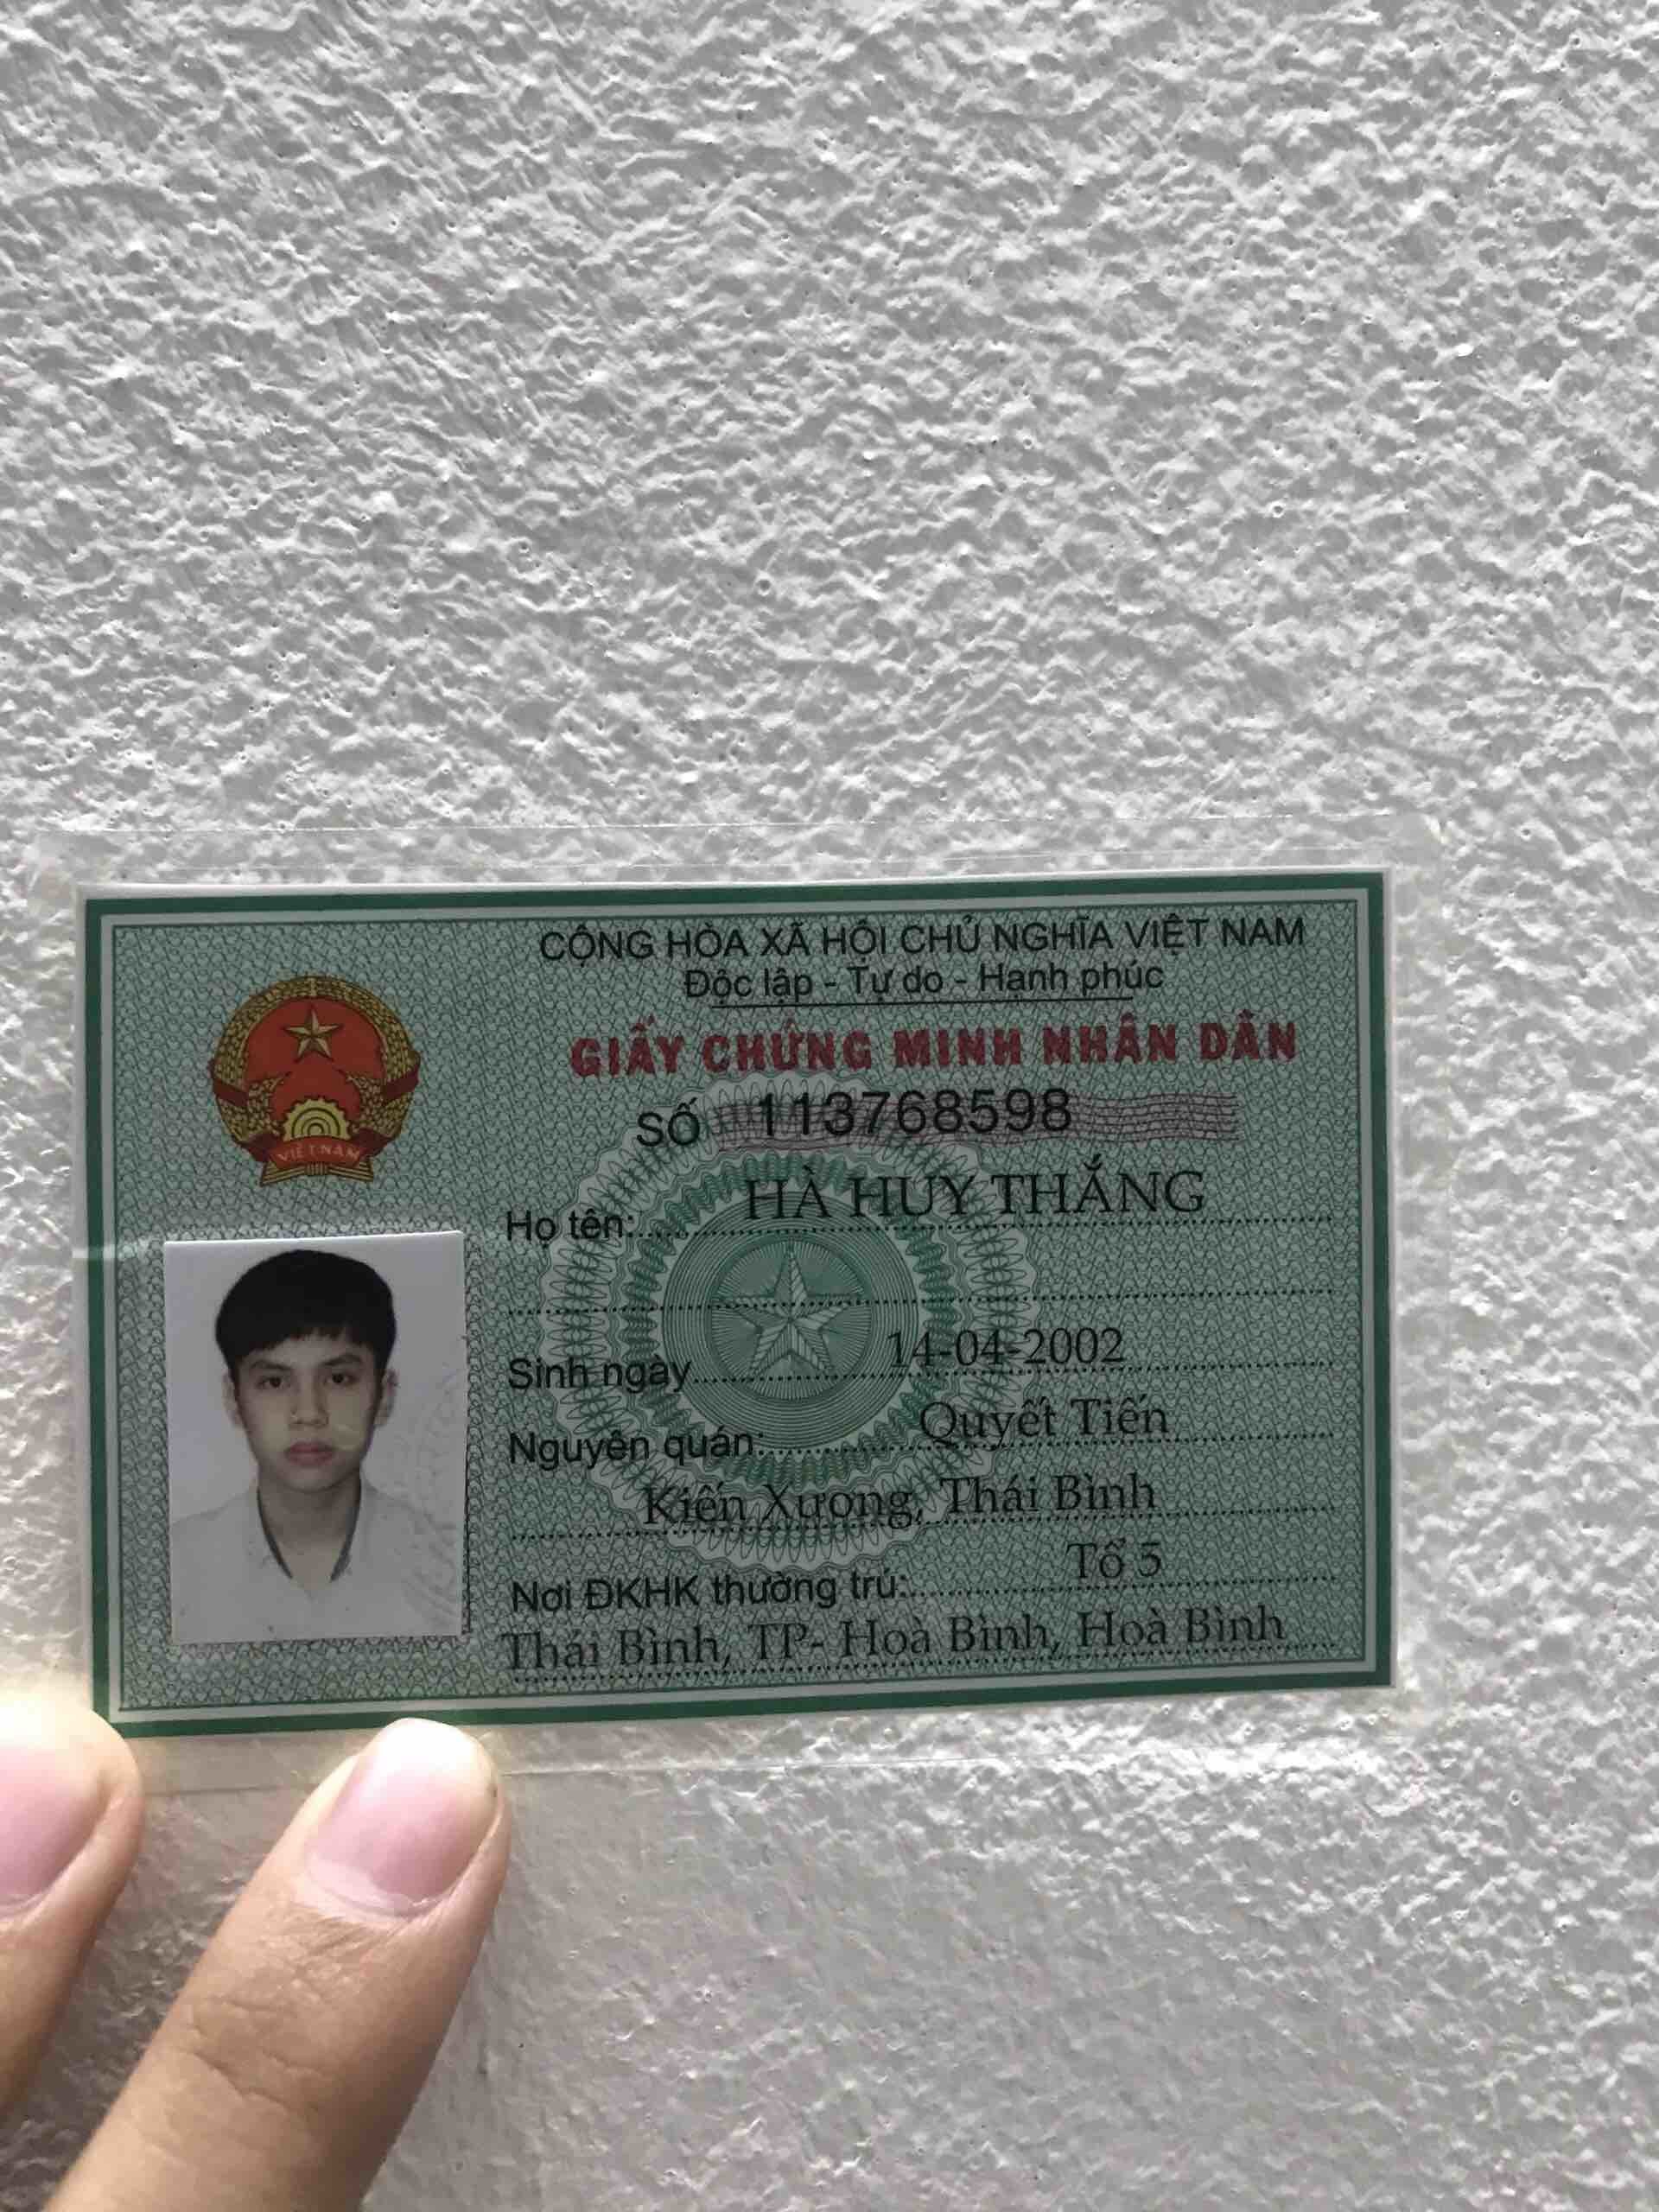 CỘNG HÒA XÃ HỘI CHỦ NGHĨA VIỆT NAM
Độc lập - Tự do - Hạnh phúc
GIẤY CHỨNG MINH NHÂN DÂN
SỐ 113768598
VIỆT NAM
Họ tên: HÀ HUY THẮNG
Sinh ngày 14-04-2002
Nguyên quán: Quyết Tiến
Kiến Xương, Thái Bình
Nơi ĐKHK thường trú: Tổ 5
Thái Bình, TP- Hoà Bình, Hoà Bình